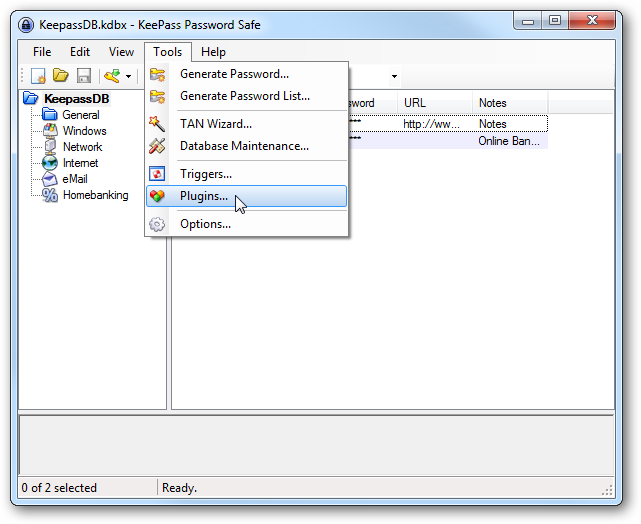 KeepassDB.kdbx - KeePass Password Safe
File Edit View Tools Help
Generate Password...
Generate Password List...
TAN Wizard...
Database Maintenance...
Triggers...
Plugins...
Options...
KeepassDB
General
Windows
Network
Internet
eMail
Homebanking
URL Notes
*** http://ww... Notes
*** Online Ban...
0 of 2 selected Ready.